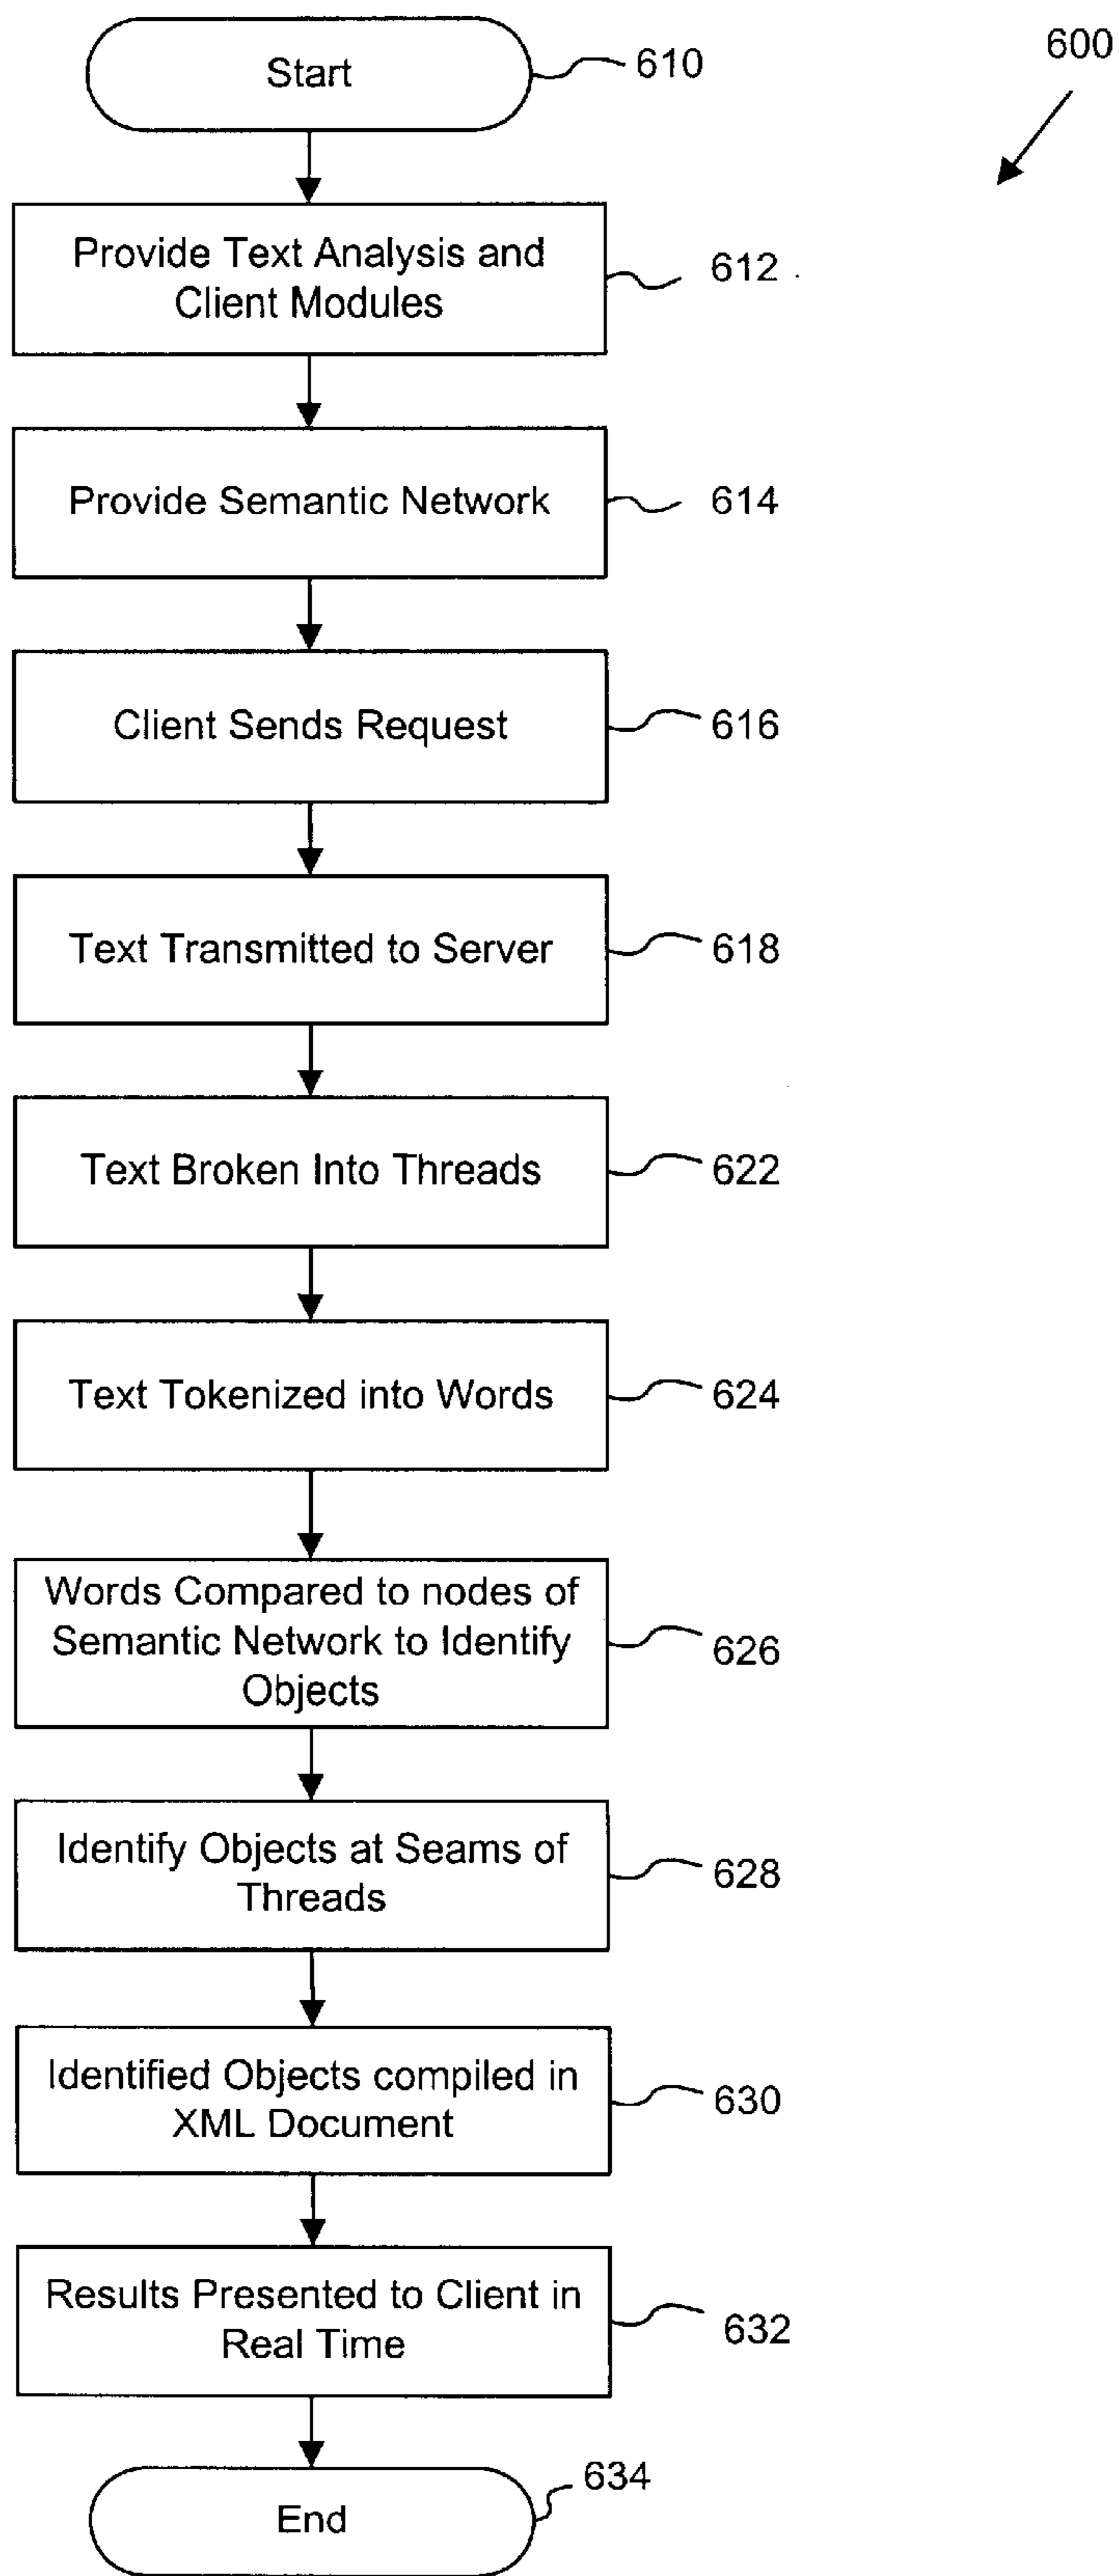 600
Start
610
Provide Text Analysis and
Client Modules
612
Provide Semantic Network
614
Client Sends Request
616
Text Transmitted to Server
618
Text Broken Into Threads
622
Text Tokenized into Words
624
Words Compared to nodes of
Semantic Network to Identify
Objects
626
Identify Objects at Seams of
Threads
628
Identified Objects compiled in
XML Document
630
Results Presented to Client in
Real Time
632
End
634